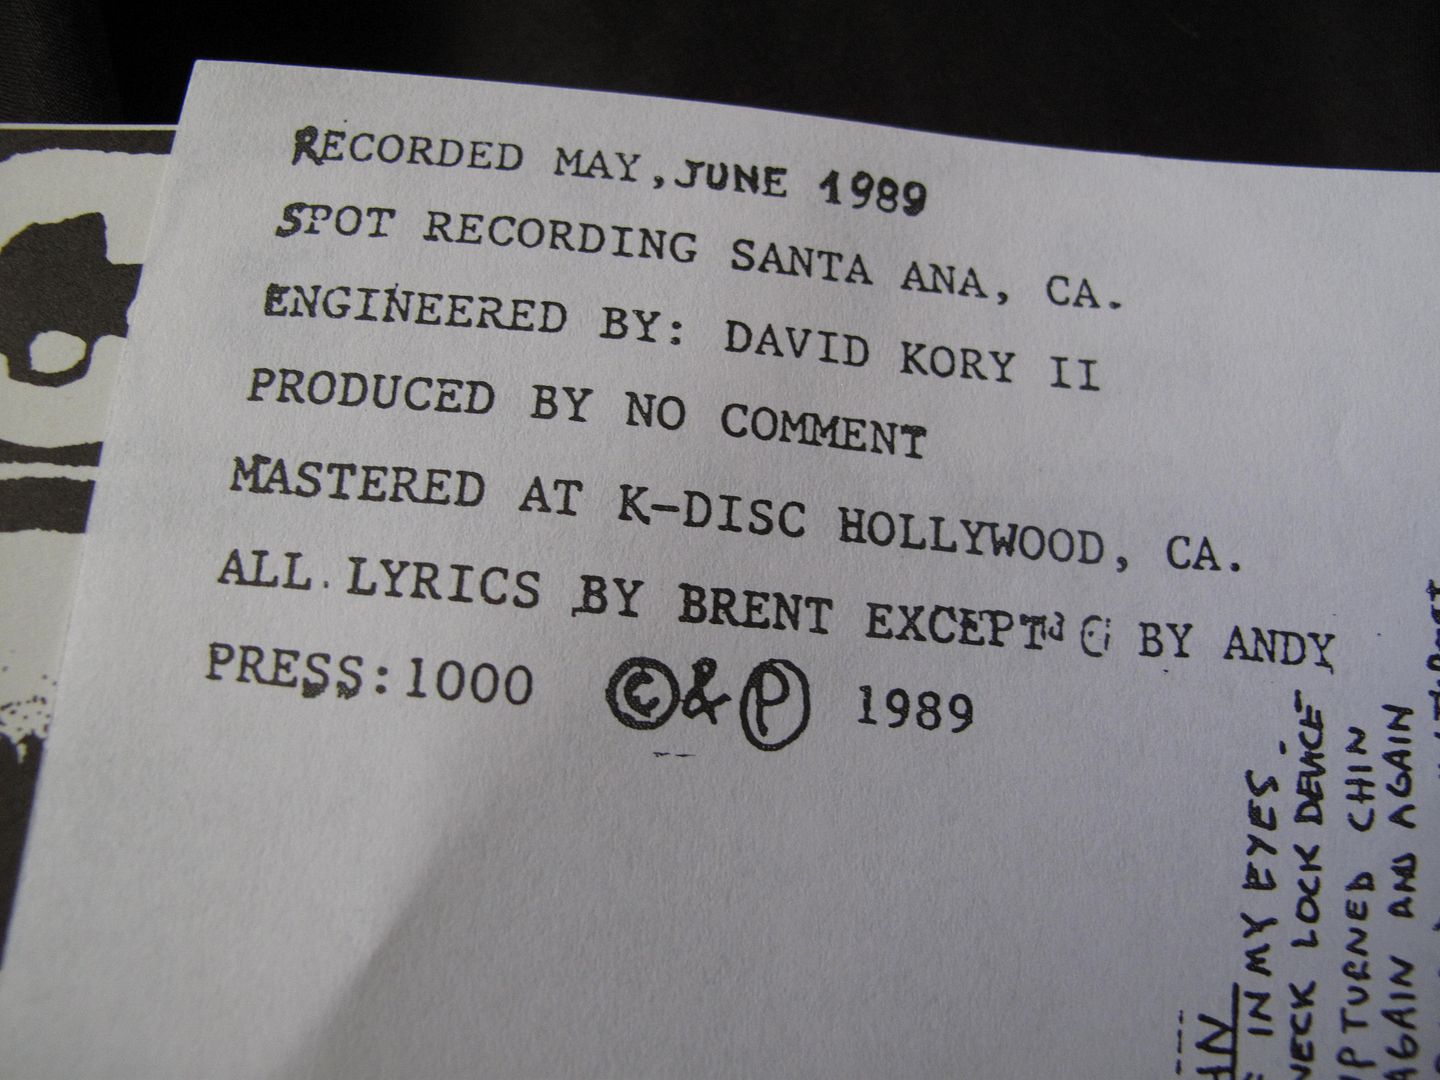 RECORDED MAY, JUNE 1989
SPOT RECORDING SANTA ANA, CA.
ENGINEERED BY: DAVID KORY II
PRODUCED BY NO COMMENT
MASTERED AT K-DISC HOLLYWOOD, CA.
ALL LYRICS BY BRENT EXCEPT BY ANDY
PRESS:1000 ©&Ⓟ 1989
IN MY EYES -
NECK LOCK DEVICE -
UPTURNED CHIN
AGAIN AND AGAIN